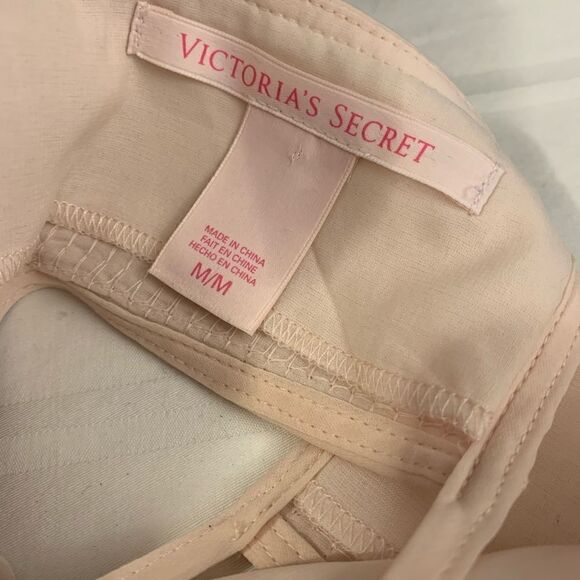 VICTORIA'S SECRET
MADE IN CHINA
FAIT EN CHINE
HECHO EN CHINA
M/M